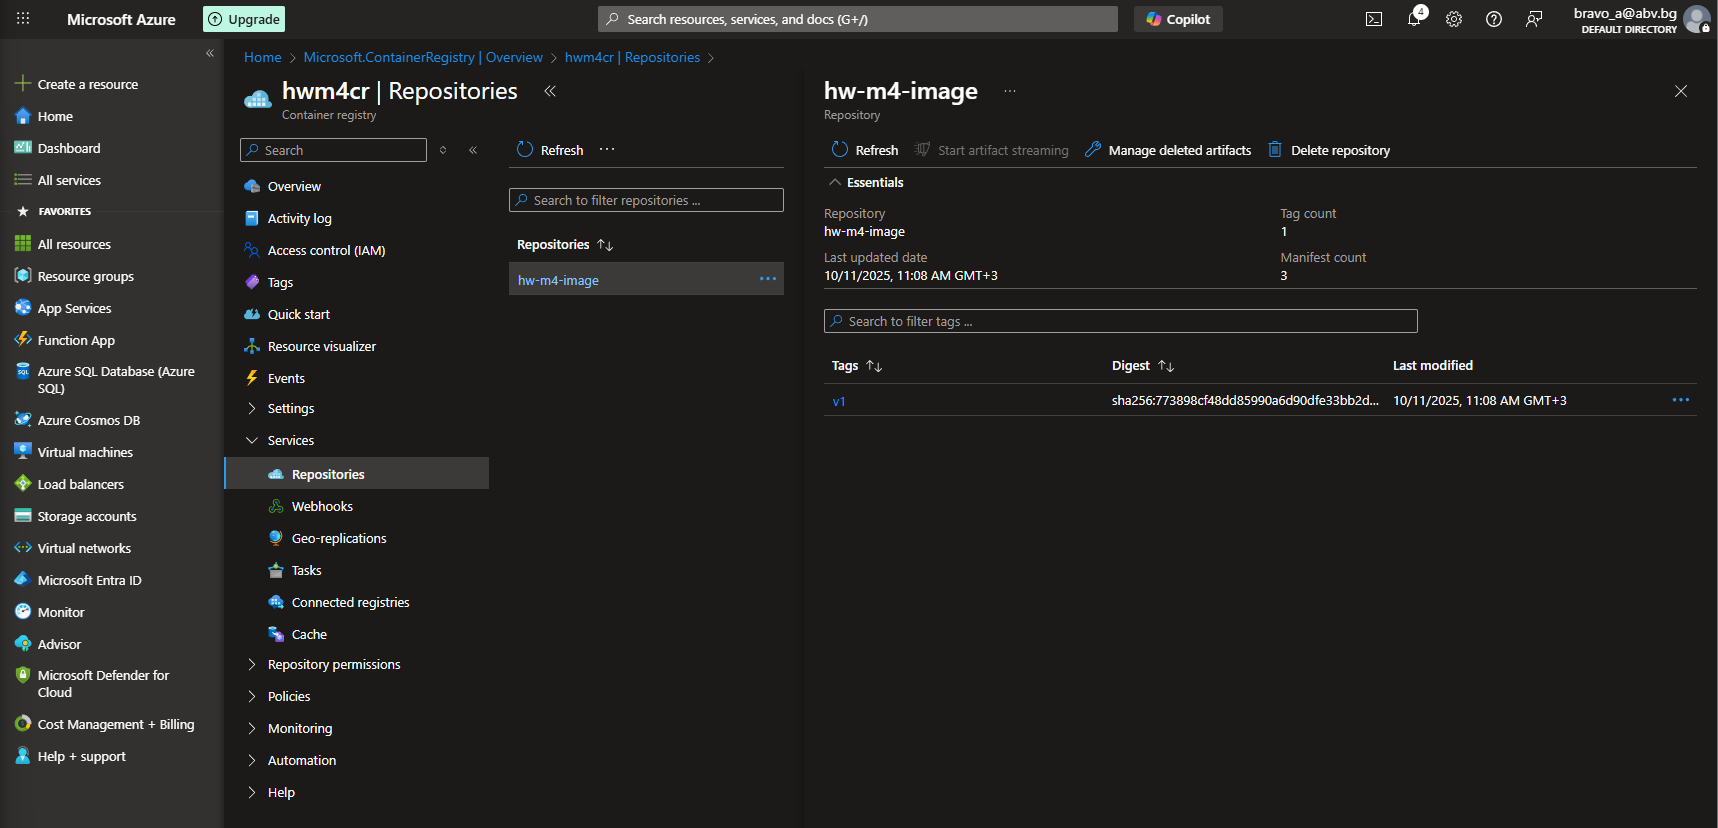 Microsoft Azure
Upgrade
Search resources, services, and docs (G+/)
Copilot
4
bravo_a@abv.bg
DEFAULT DIRECTORY
Create a resource
Home
Dashboard
All services
FAVORITES
All resources
Resource groups
App Services
Function App
Azure SQL Database (Azure
SQL)
Azure Cosmos DB
Virtual machines
Load balancers
Storage accounts
Virtual networks
Microsoft Entra ID
Monitor
Advisor
Microsoft Defender for
Cloud
Cost Management + Billing
Help + support
Home > Microsoft.ContainerRegistry | Overview > hwm4cr | Repositories >
hwm4cr | Repositories
Container registry
Search
Overview
Activity log
Access control (IAM)
Tags
Quick start
Resource visualizer
Events
Settings
Services
Repositories
Webhooks
Geo-replications
Tasks
Connected registries
Cache
Repository permissions
Policies
Monitoring
Automation
Help
Refresh
Search to filter repositories ...
Repositories
hw-m4-image
hw-m4-image
Repository
Refresh
Start artifact streaming
Manage deleted artifacts
Delete repository
Essentials
Repository
hw-m4-image
Tag count
1
Last updated date
10/11/2025, 11:08 AM GMT+3
Manifest count
3
Search to filter tags ...
Tags Digest Last modified
v1 sha256:773898cf48dd85990a6d90dfe33bb2d... 10/11/2025, 11:08 AM GMT+3